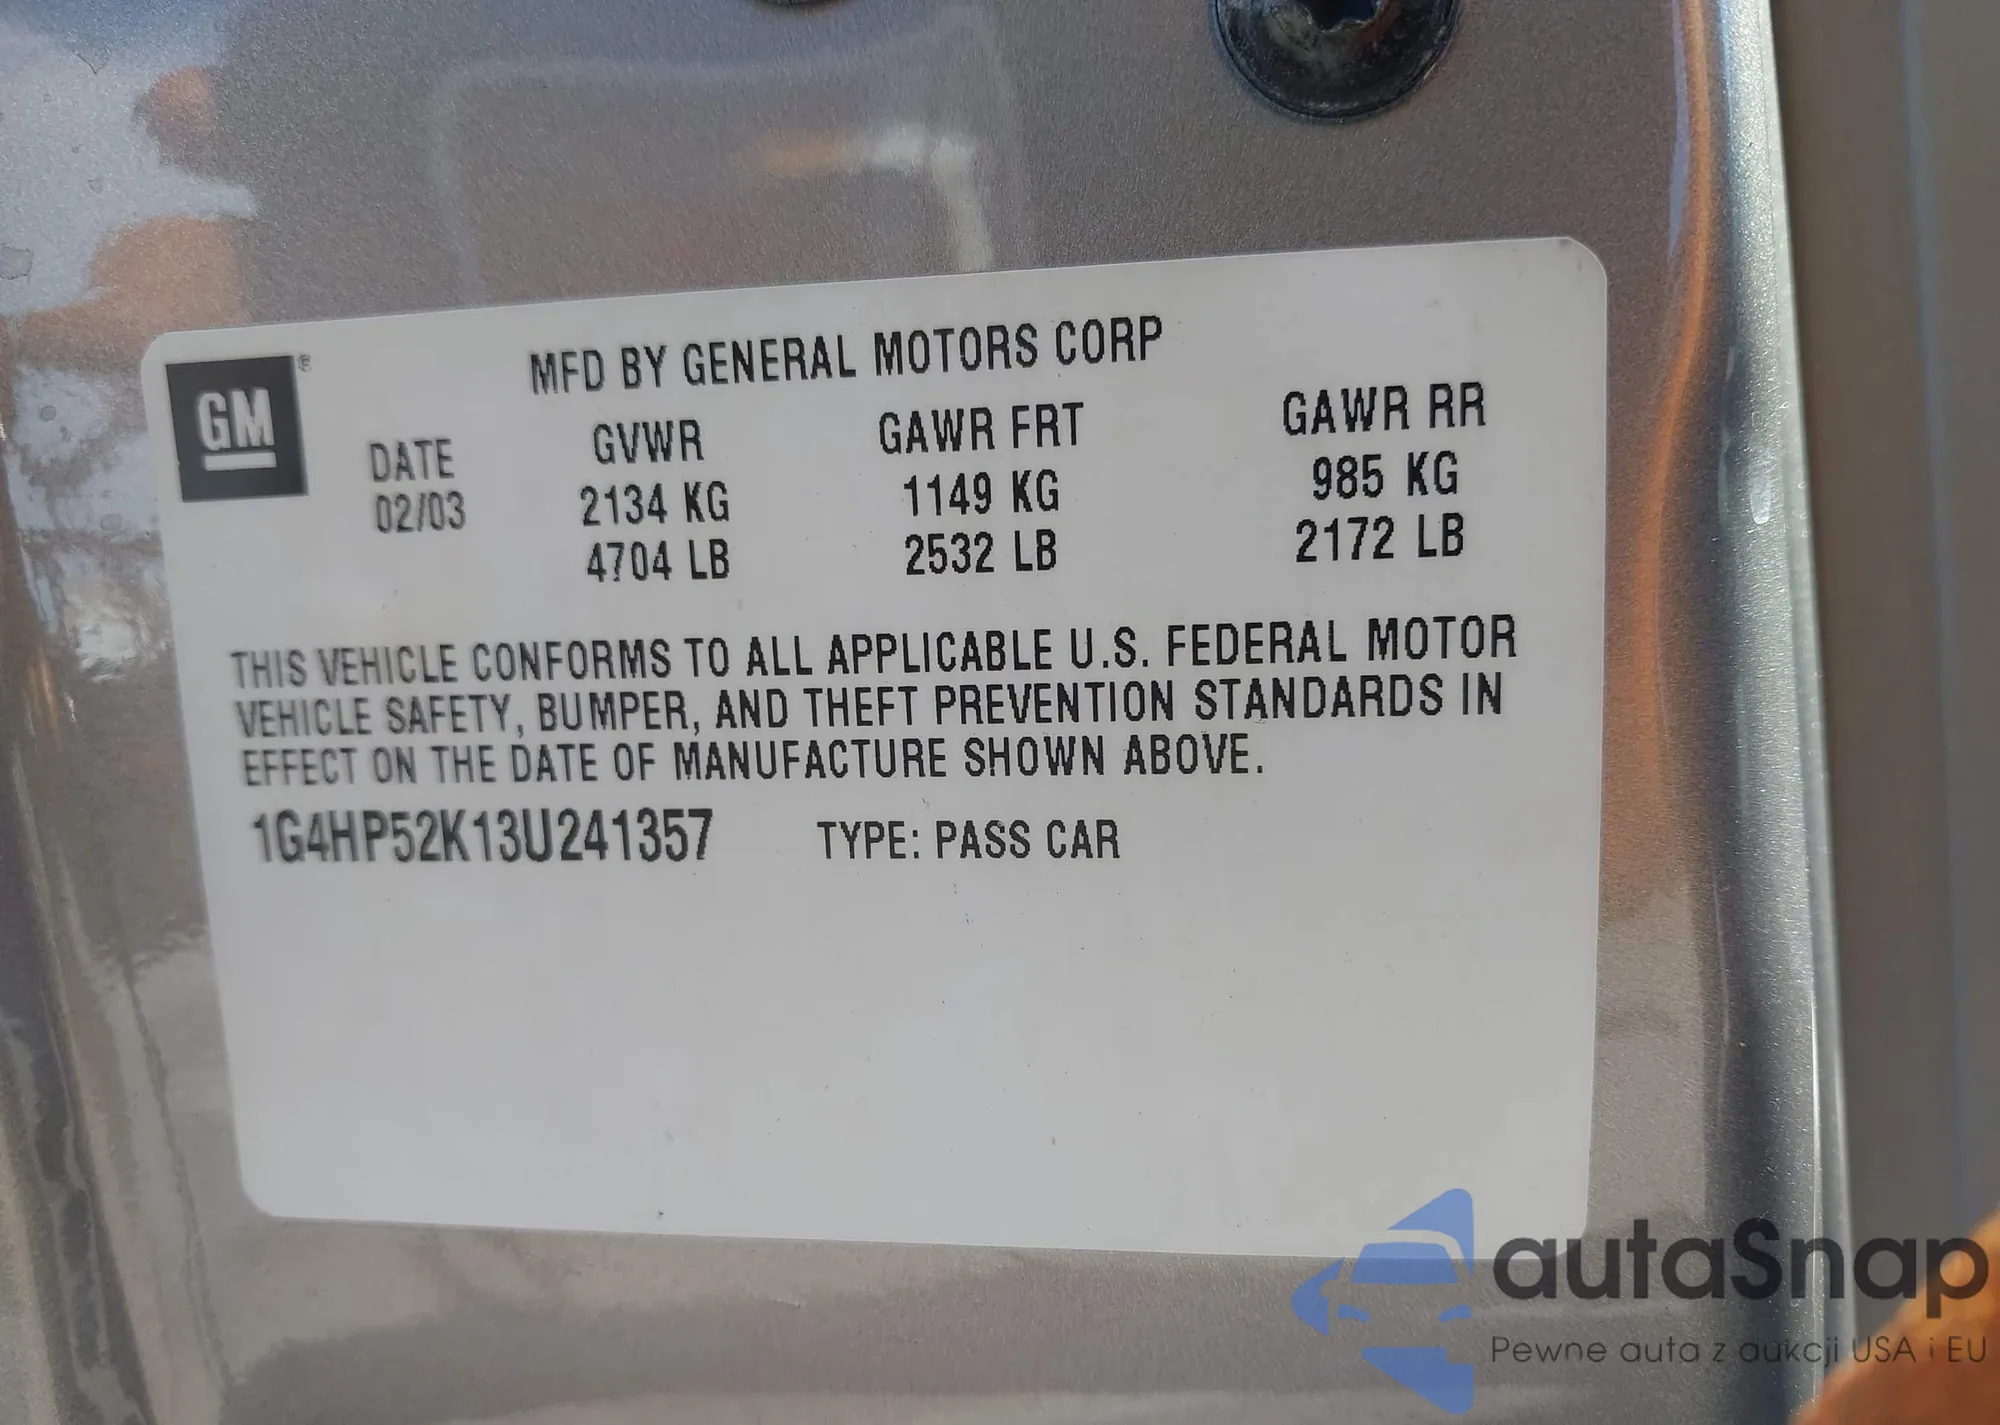 GM
®
MFD BY GENERAL MOTORS CORP
DATE GVWR GAWR FRT GAWR RR
02/03 2134 KG 1149 KG 985 KG
4704 LB 2532 LB 2172 LB
THIS VEHICLE CONFORMS TO ALL APPLICABLE U.S. FEDERAL MOTOR
VEHICLE SAFETY, BUMPER, AND THEFT PREVENTION STANDARDS IN
EFFECT ON THE DATE OF MANUFACTURE SHOWN ABOVE.
1G4HP52K13U241357 TYPE: PASS CAR
autaSnap
Pewne auta z aukcji USA i EU